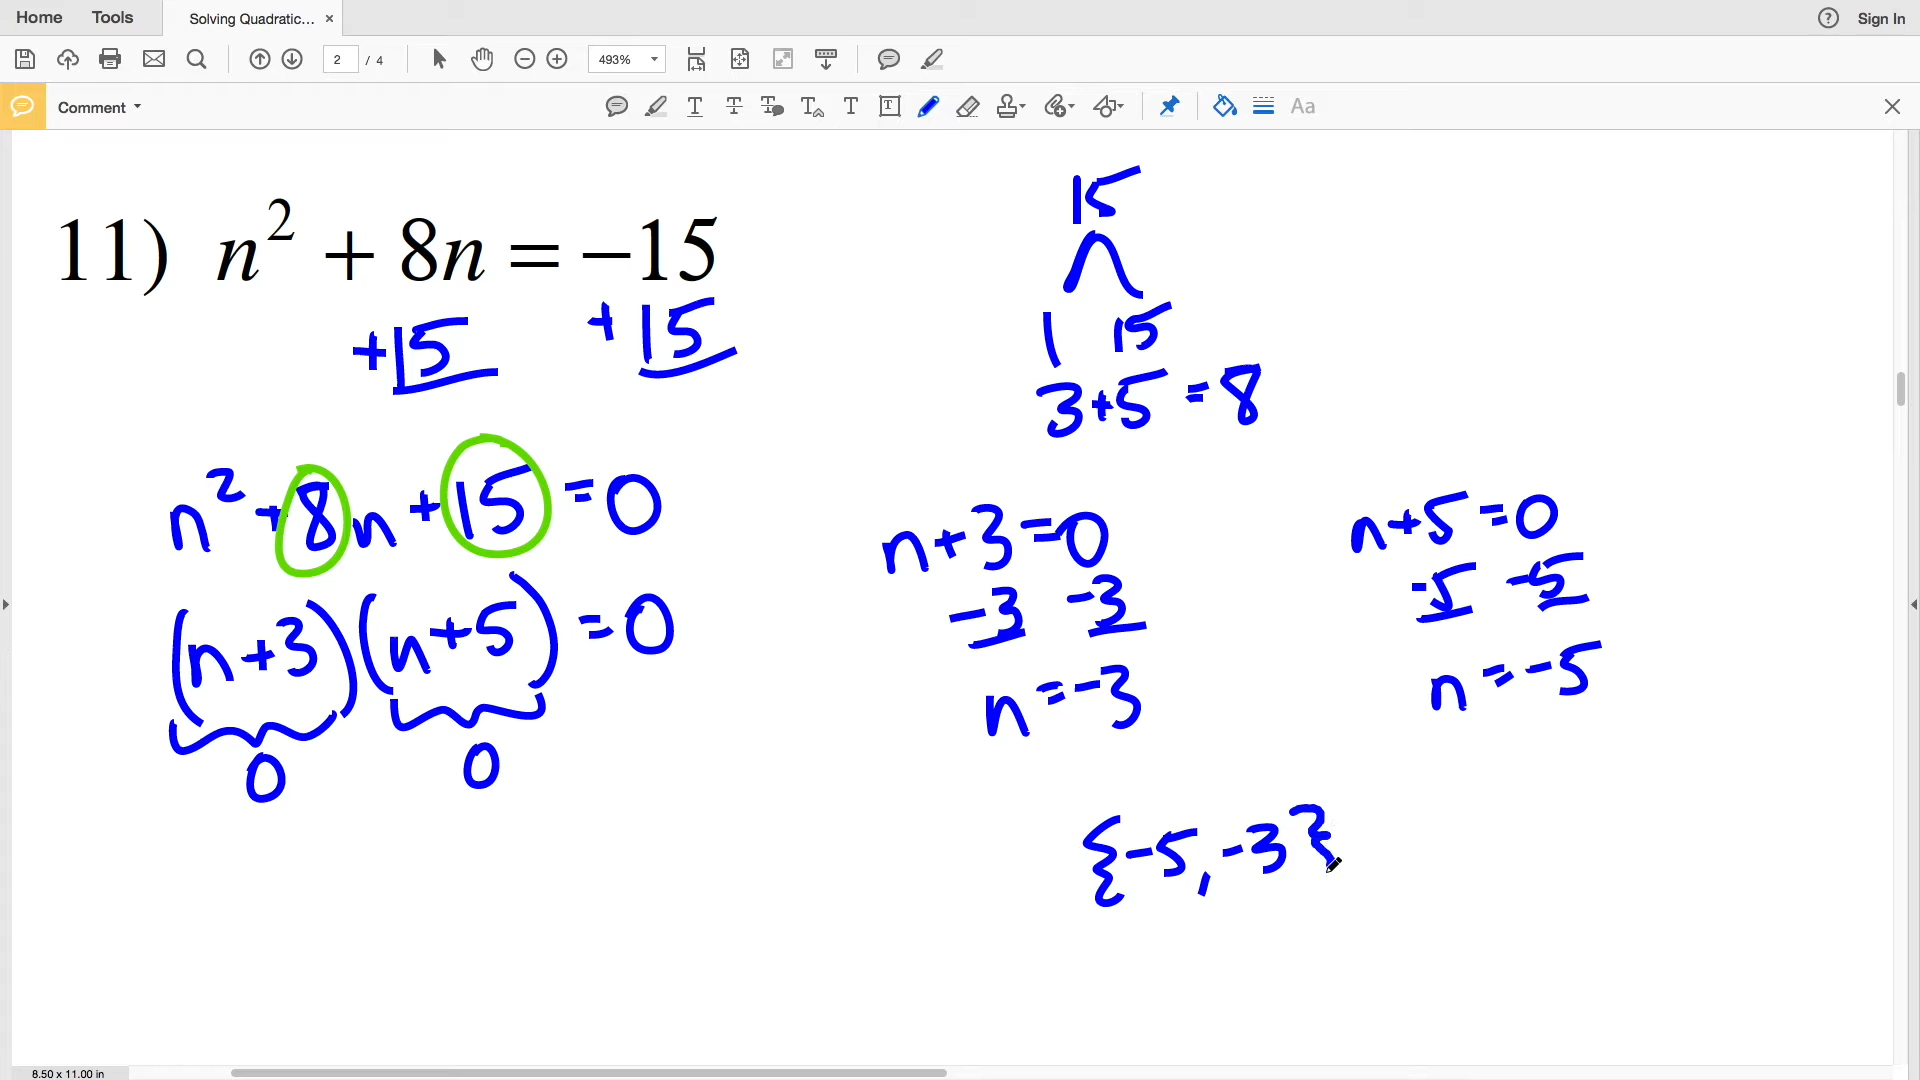 Home Tools Solving Quadratic... × Sign In
2 / 4 493%
Comment Aa
11) n² + 8n = −15
+15 +15
n² + 8n + 15 = 0
(n+3)(n+5) = 0
0 0
15
1 15
3+5 = 8
n+3=0
-3 -3
n = -3
n+5=0
-5 -5
n = -5
{-5, -3}
8.50 x 11.00 in